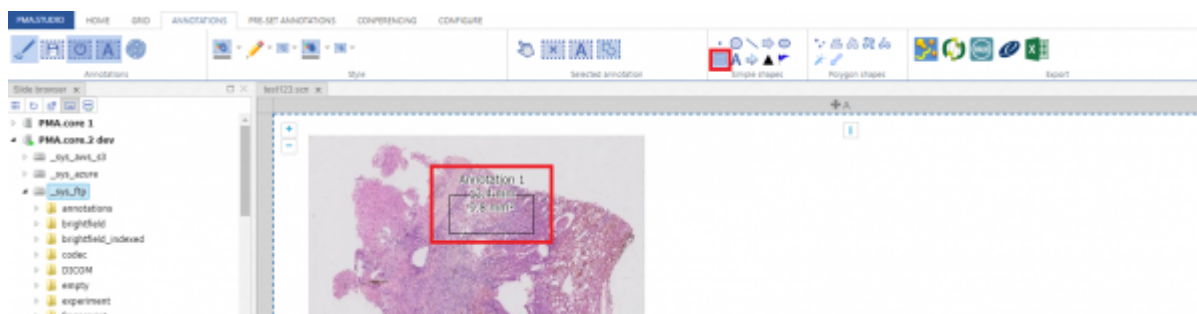 PMA.STUDIO HOME GRID ANNOTATIONS PRE-SET ANNOTATIONS CONFERENCING CONFIGURE
Annotations Style Selected annotation Simple shapes Polygon shapes Export
Slide browser x test123.scn x
A
PMA.core 1
PMA.core.2 dev
_sys_aws_s3
_sys_azure
_sys_ftp
Annotation 1
annotations
brightfield
brightfield_indexed
codec
DICOM
empty
experiment